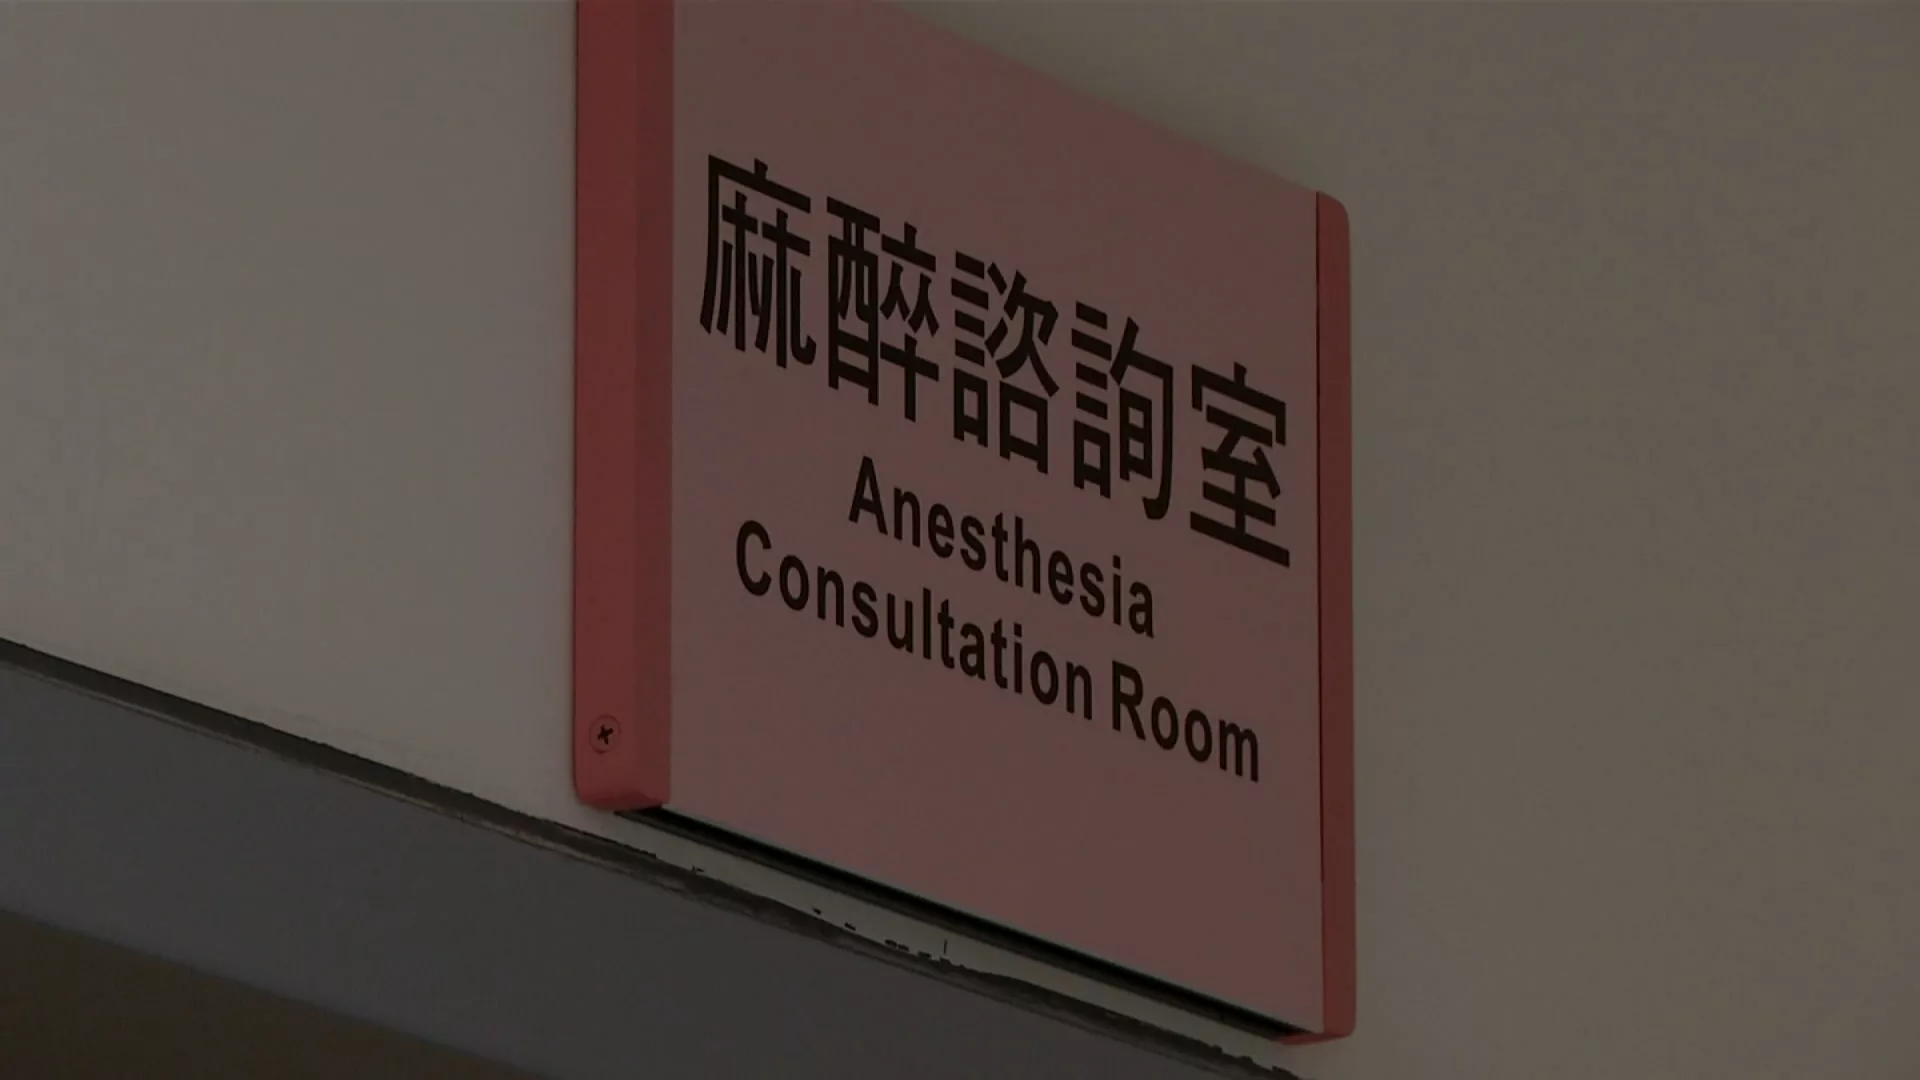 麻醉諮詢室
Anesthesia
Consultation Room